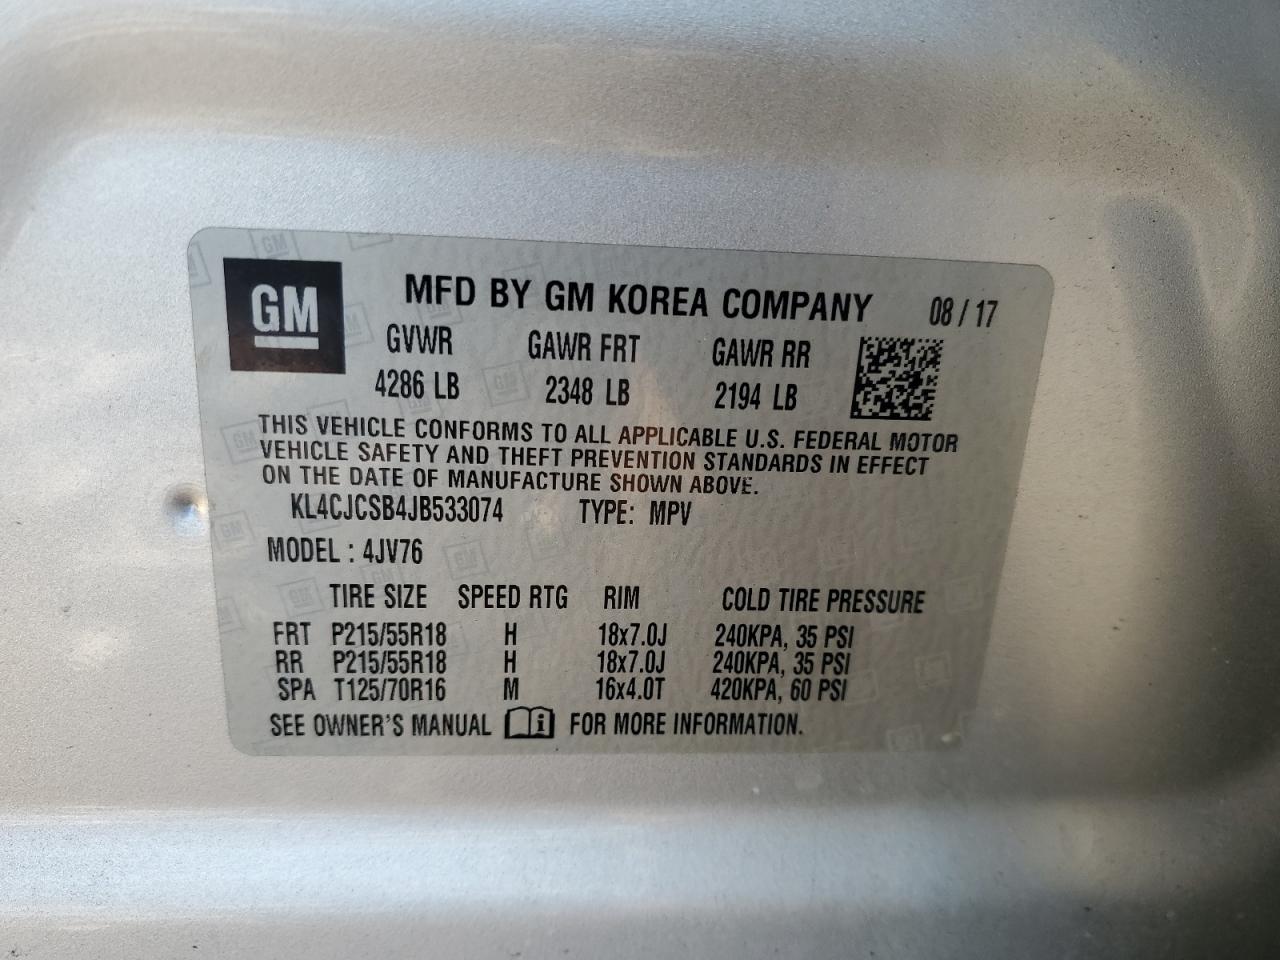 GM
MFD BY GM KOREA COMPANY 08 / 17
GVWR GAWR FRT GAWR RR
4286 LB 2348 LB 2194 LB
THIS VEHICLE CONFORMS TO ALL APPLICABLE U.S. FEDERAL MOTOR
VEHICLE SAFETY AND THEFT PREVENTION STANDARDS IN EFFECT
ON THE DATE OF MANUFACTURE SHOWN ABOVE.
KL4CJCSB4JB533074 TYPE: MPV
MODEL : 4JV76
TIRE SIZE SPEED RTG RIM COLD TIRE PRESSURE
FRT P215/55R18 H 18x7.0J 240KPA, 35 PSI
RR P215/55R18 H 18x7.0J 240KPA, 35 PSI
SPA T125/70R16 M 16x4.0T 420KPA, 60 PSI
SEE OWNER'S MANUAL i FOR MORE INFORMATION.